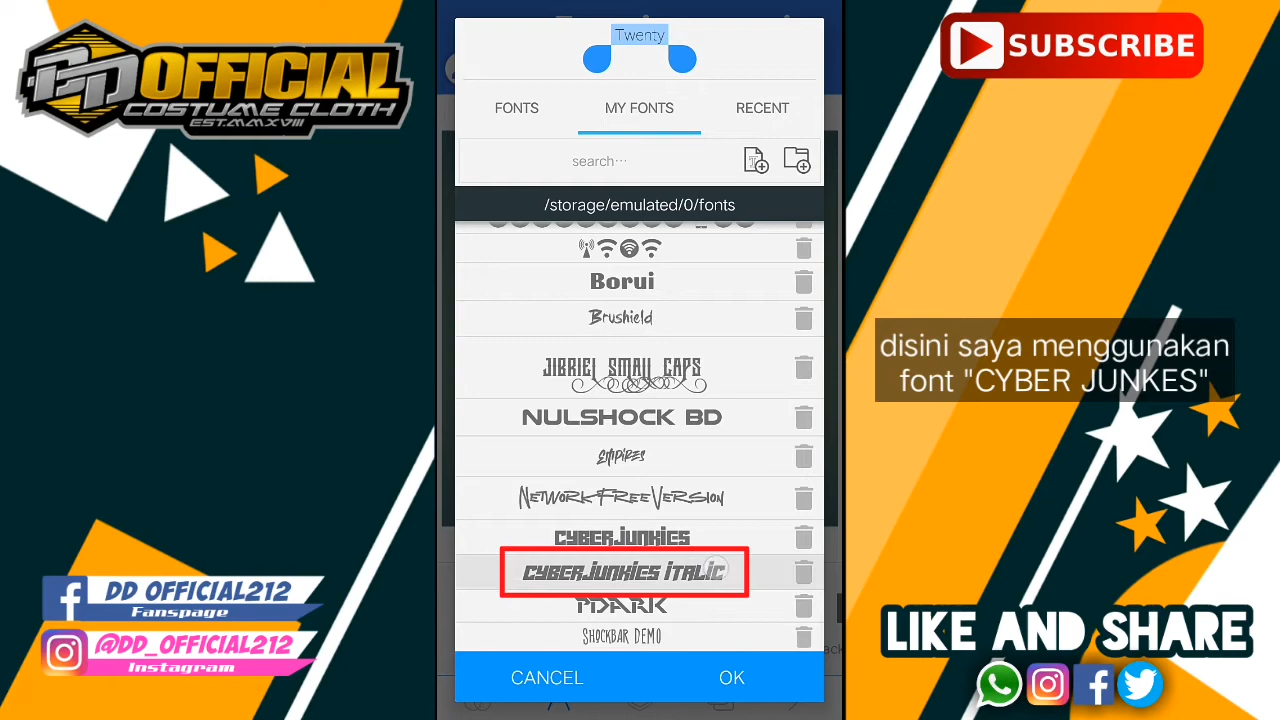 DD OFFICIAL
COSTUME CLOTH
EST.MMXVIII
Twenty
FONTS
MY FONTS
RECENT
search...
/storage/emulated/0/fonts
Borui
Brushield
JIBRIEL SMALL CAPS
NULSHOCK BD
EMPIRES
NETWORKFREEVERSION
CYBERJUNKIES
CYBERJUNKIES ITALIC
PDARK
SHOCKBAR DEMO
CANCEL
OK
SUBSCRIBE
disini saya menggunakan
font "CYBER JUNKES"
DD OFFICIAL212
Fanspage
@DD_OFFICIAL212
Instagram
LIKE AND SHARE